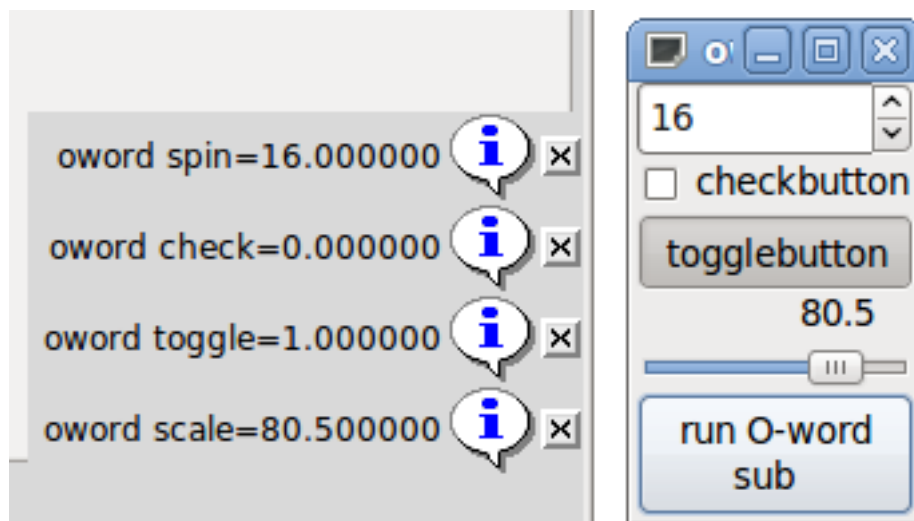 oword spin=16.000000
oword check=0.000000
oword toggle=1.000000
oword scale=80.500000
16
checkbutton
togglebutton
80.5
run O-word
sub